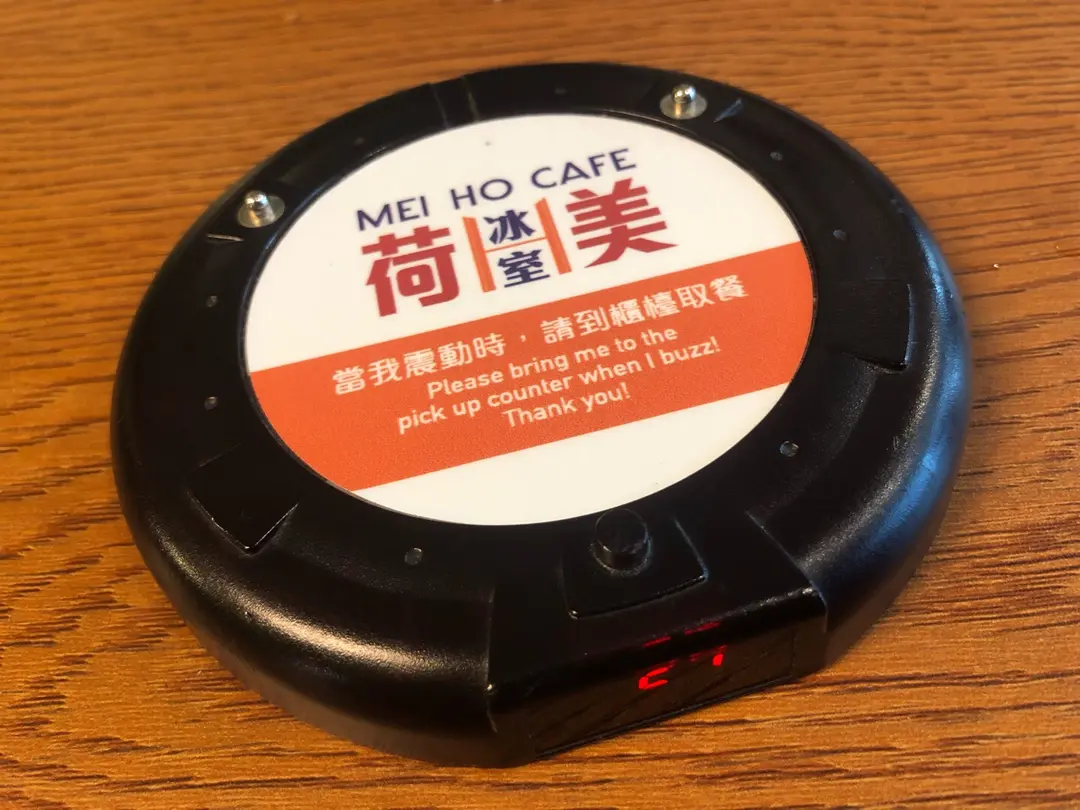 MEI HO CAFE
荷 冰室 美
當我震動時，請到櫃檯取餐
Please bring me to the
pick up counter when I buzz!
Thank you!